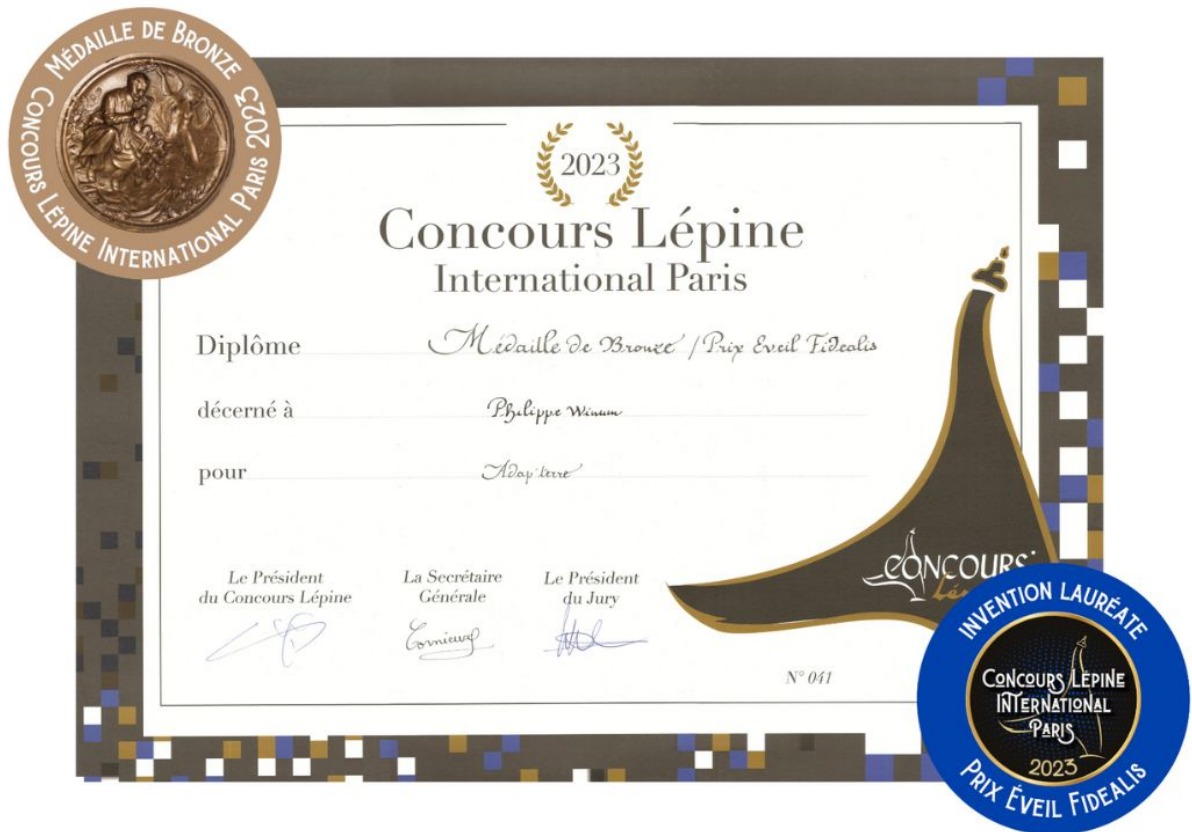 MÉDAILLE DE BRONZE
CONCOURS LÉPINE INTERNATIONAL PARIS 2023
2023
Concours Lépine
International Paris
Diplôme Médaille de Bronze / Prix Eveil Fidealis
décerné à Philippe Winum
pour Adap'terre
Le Président
du Concours Lépine
La Secrétaire
Générale
Le Président
du Jury
N° 041
CONCOURS
INVENTION LAURÉATE
CONCOURS LÉPINE
INTERNATIONAL
PARIS
2023
PRIX ÉVEIL FIDEALIS